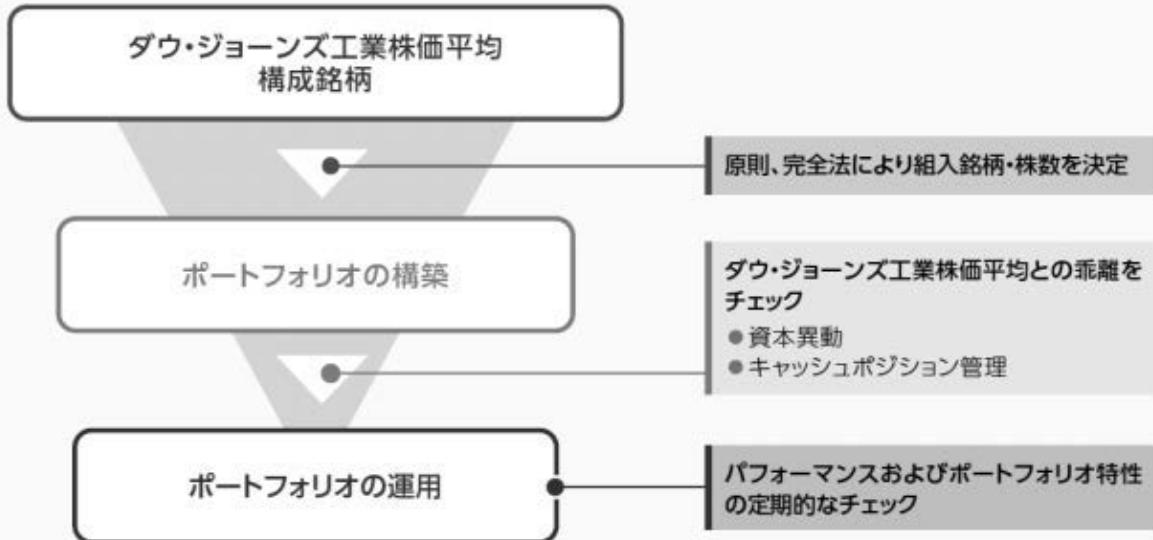 ダウ・ジョーンズ工業株価平均
構成銘柄
原則、完全法により組入銘柄・株数を決定
ポートフォリオの構築
ダウ・ジョーンズ工業株価平均との乖離を
チェック
●資本異動
●キャッシュポジション管理
ポートフォリオの運用
パフォーマンスおよびポートフォリオ特性
の定期的なチェック